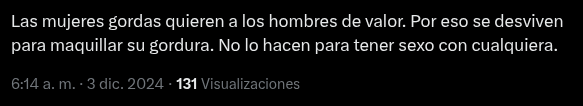 Las mujeres gordas quieren a los hombres de valor. Por eso se desviven
para maquillar su gordura. No lo hacen para tener sexo con cualquiera.
6:14 a. m. · 3 dic. 2024 · 131 Visualizaciones